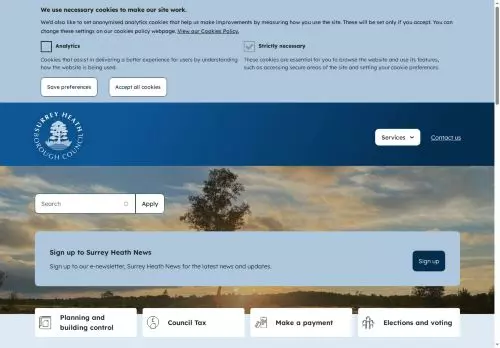 We use necessary cookies to make our site work.
We'd also like to set anonymised analytics cookies that help us make improvements by measuring how you use the site. These will be set only if you accept. You can
change these settings on our cookies policy webpage. View our Cookies Policy.
Analytics
Cookies that assist in delivering a better experience for users by understanding
how the website is being used.
Strictly necessary
These cookies are essential for you to browse the website and use its features,
such as accessing secure areas of the site and setting your cookie preferences.
Save preferences
Accept all cookies
SURREY HEATH
BOROUGH COUNCIL
Services
Contact us
Search
Apply
Sign up to Surrey Heath News
Sign up to our e-newsletter, Surrey Heath News for the latest news and updates.
Sign up
Planning and
building control
Council Tax
Make a payment
Elections and voting